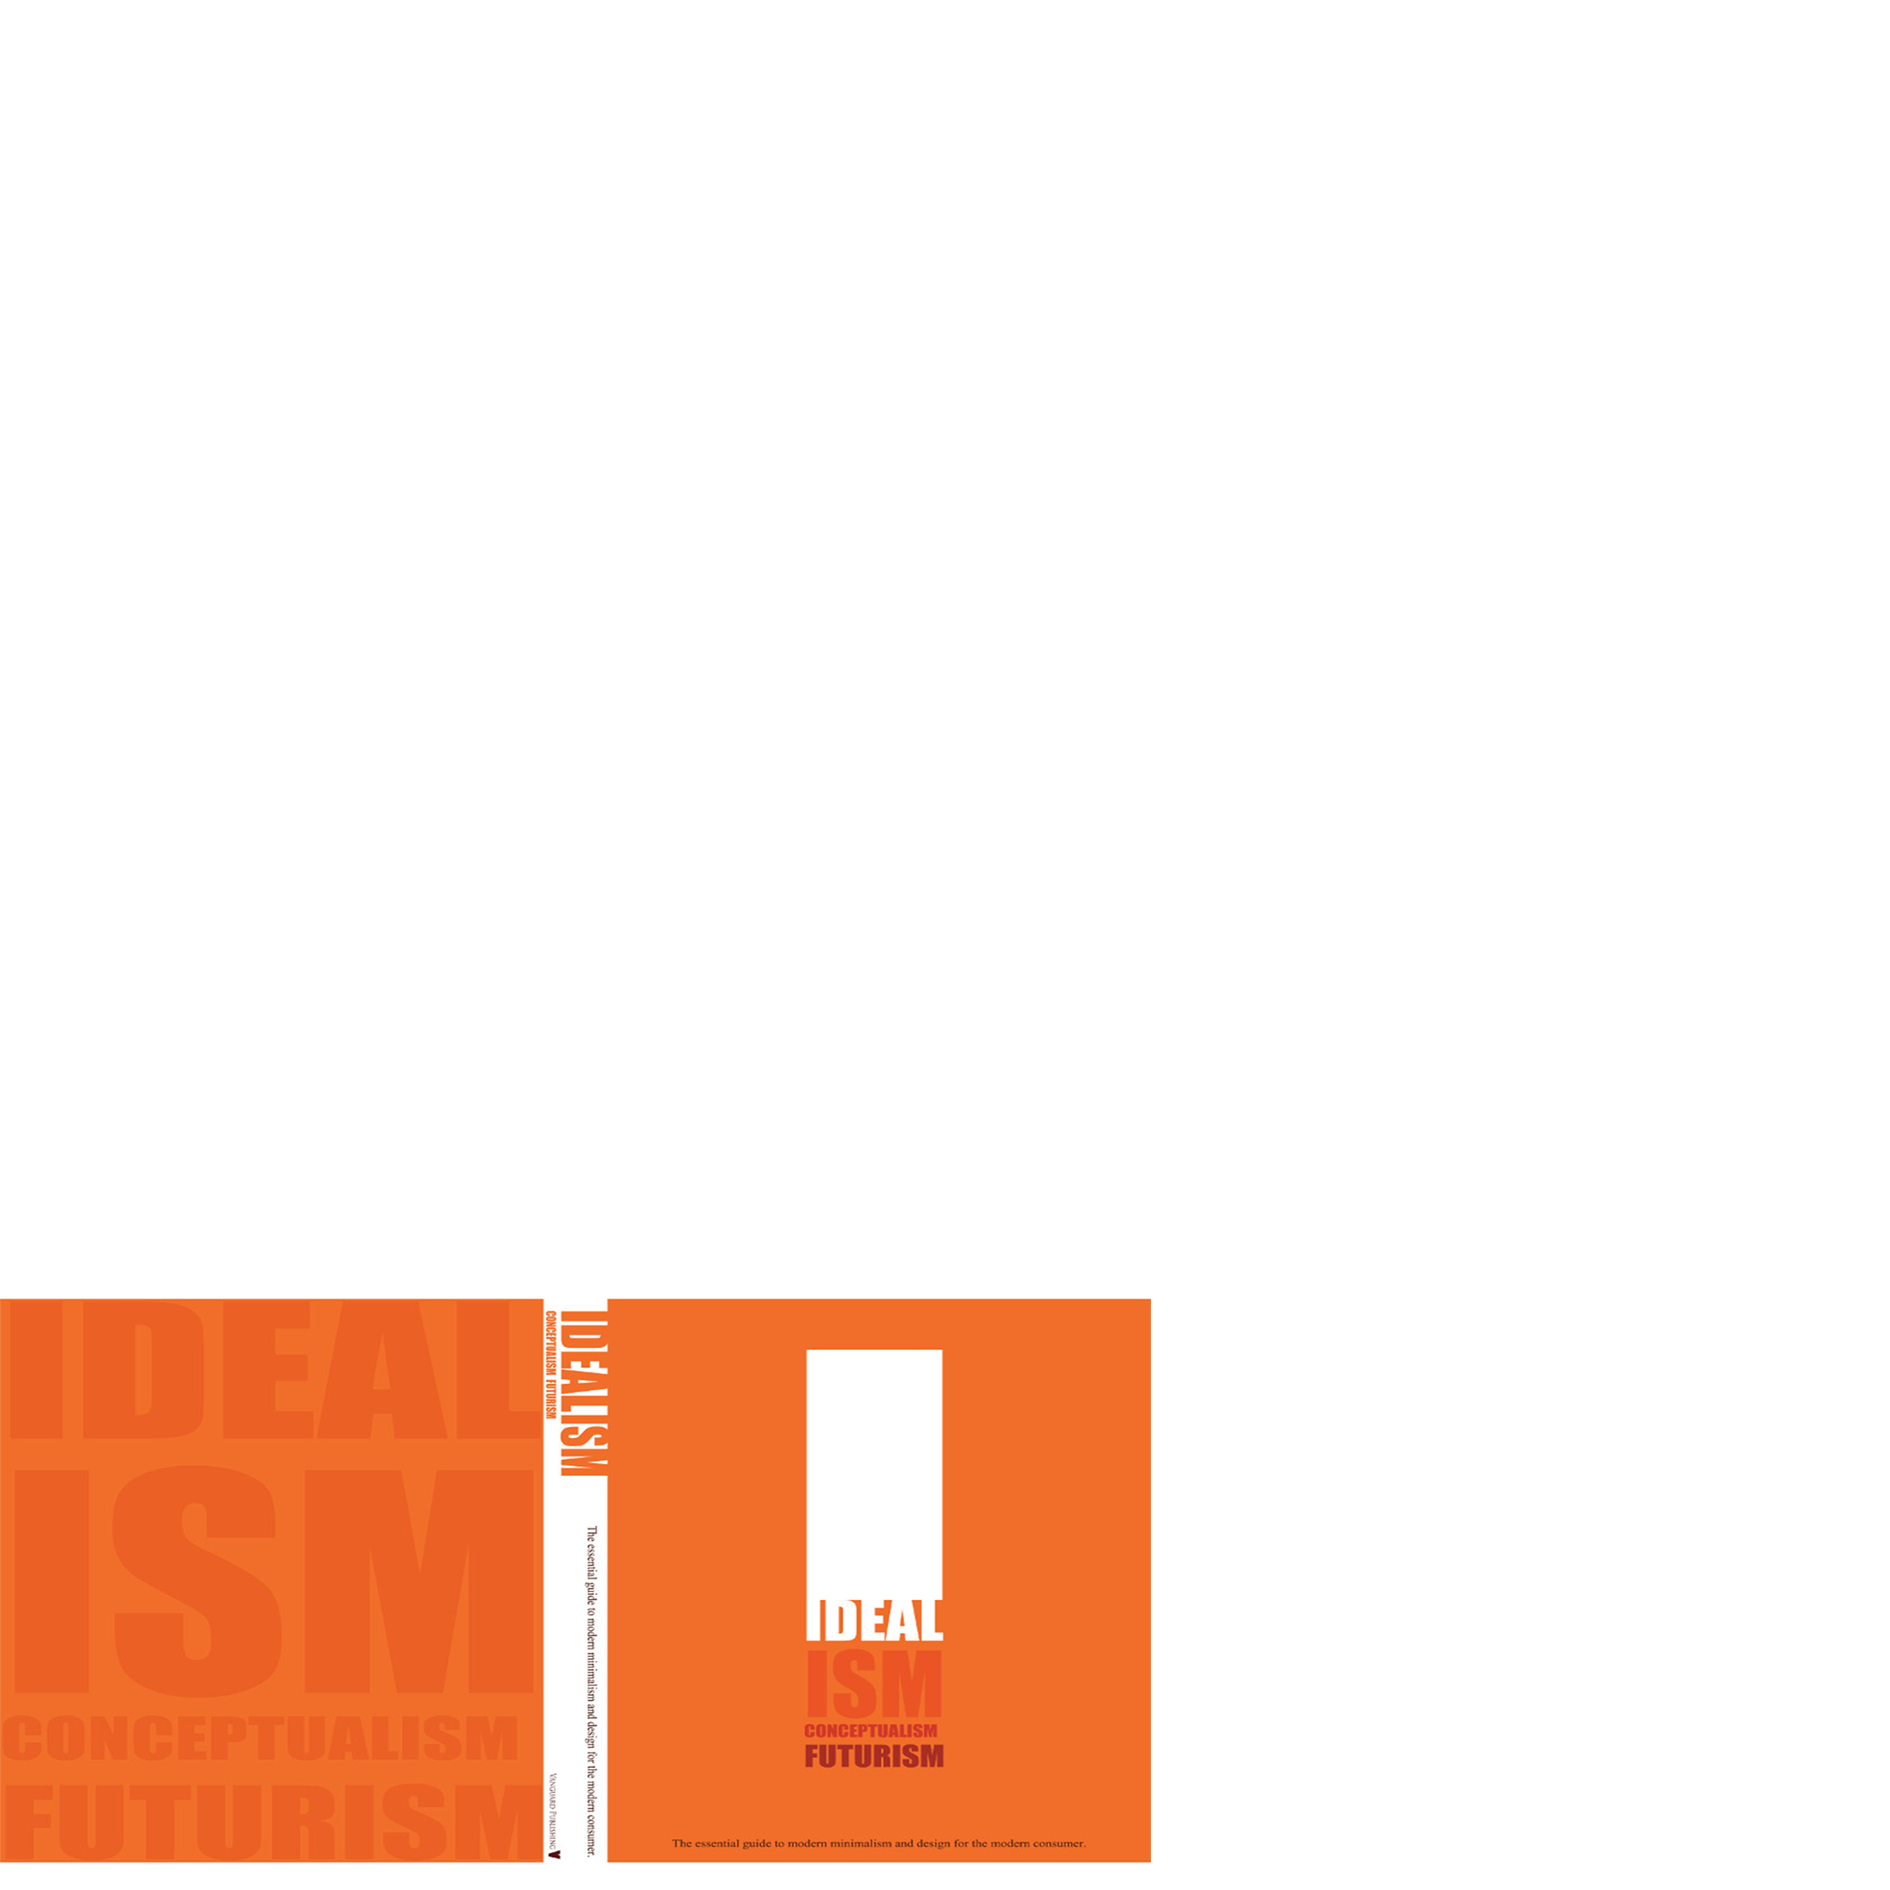 IDEAL
ISM
CONCEPTUALISM
FUTURISM
IDEALISM
CONCEPTUALISM FUTURISM
The essential guide to modern minimalism and design for the modern consumer.
VANGUARD PUBLISHING
V
IDEAL
ISM
CONCEPTUALISM
FUTURISM
The essential guide to modern minimalism and design for the modern consumer.